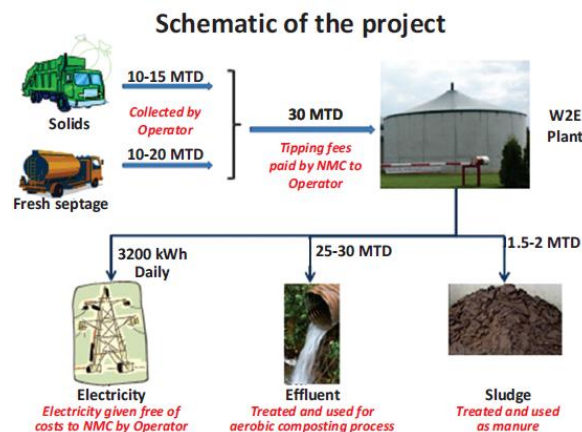 Schematic of the project
10-15 MTD
Solids
Collected by
Operator
10-20 MTD
Fresh septage
30 MTD
Tipping fees
paid by NMC to
Operator
W2E
Plant
3200 kWh
Daily
25-30 MTD
1.5-2 MTD
Electricity
Electricity given free of
costs to NMC by Operator
Effluent
Treated and used for
aerobic composting process
Sludge
Treated and used
as manure